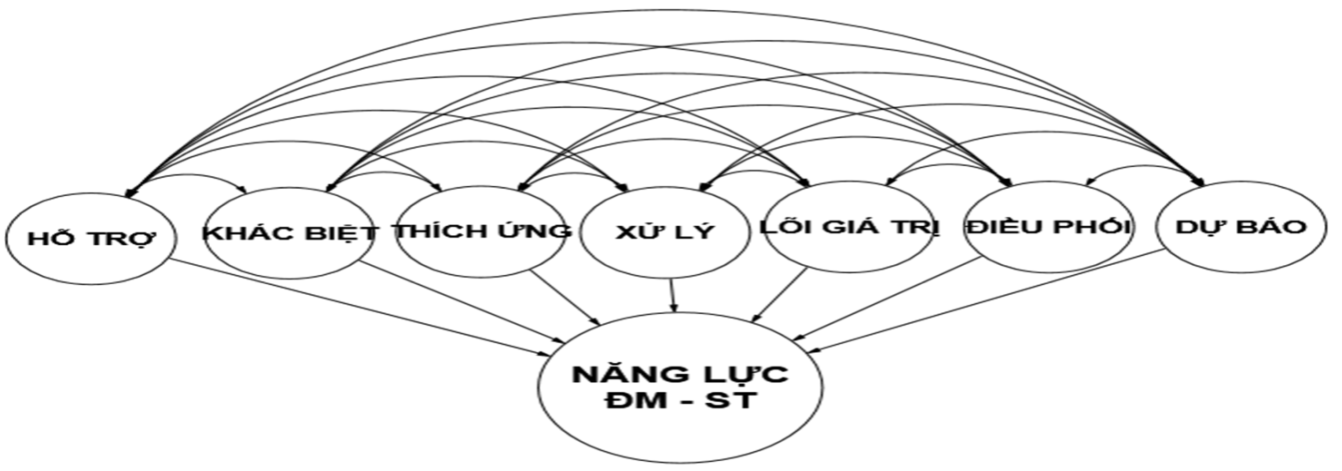 HỖ TRỢ
KHÁC BIỆT
THÍCH ỨNG
XỬ LÝ
LÕI GIÁ TRỊ
ĐIỀU PHỐI
DỰ BÁO
NĂNG LỰC
ĐM - ST